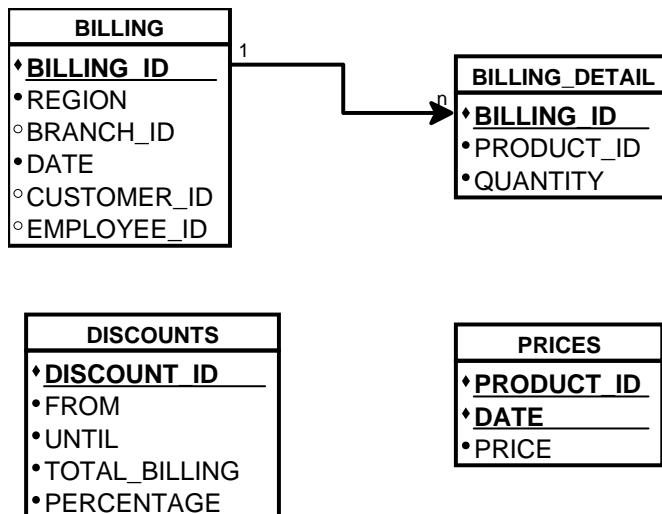 BILLING
BILLING_ID
REGION
BRANCH_ID
DATE
CUSTOMER_ID
EMPLOYEE_ID
1
n
BILLING_DETAIL
BILLING_ID
PRODUCT_ID
QUANTITY
DISCOUNTS
DISCOUNT_ID
FROM
UNTIL
TOTAL_BILLING
PERCENTAGE
PRICES
PRODUCT_ID
DATE
PRICE